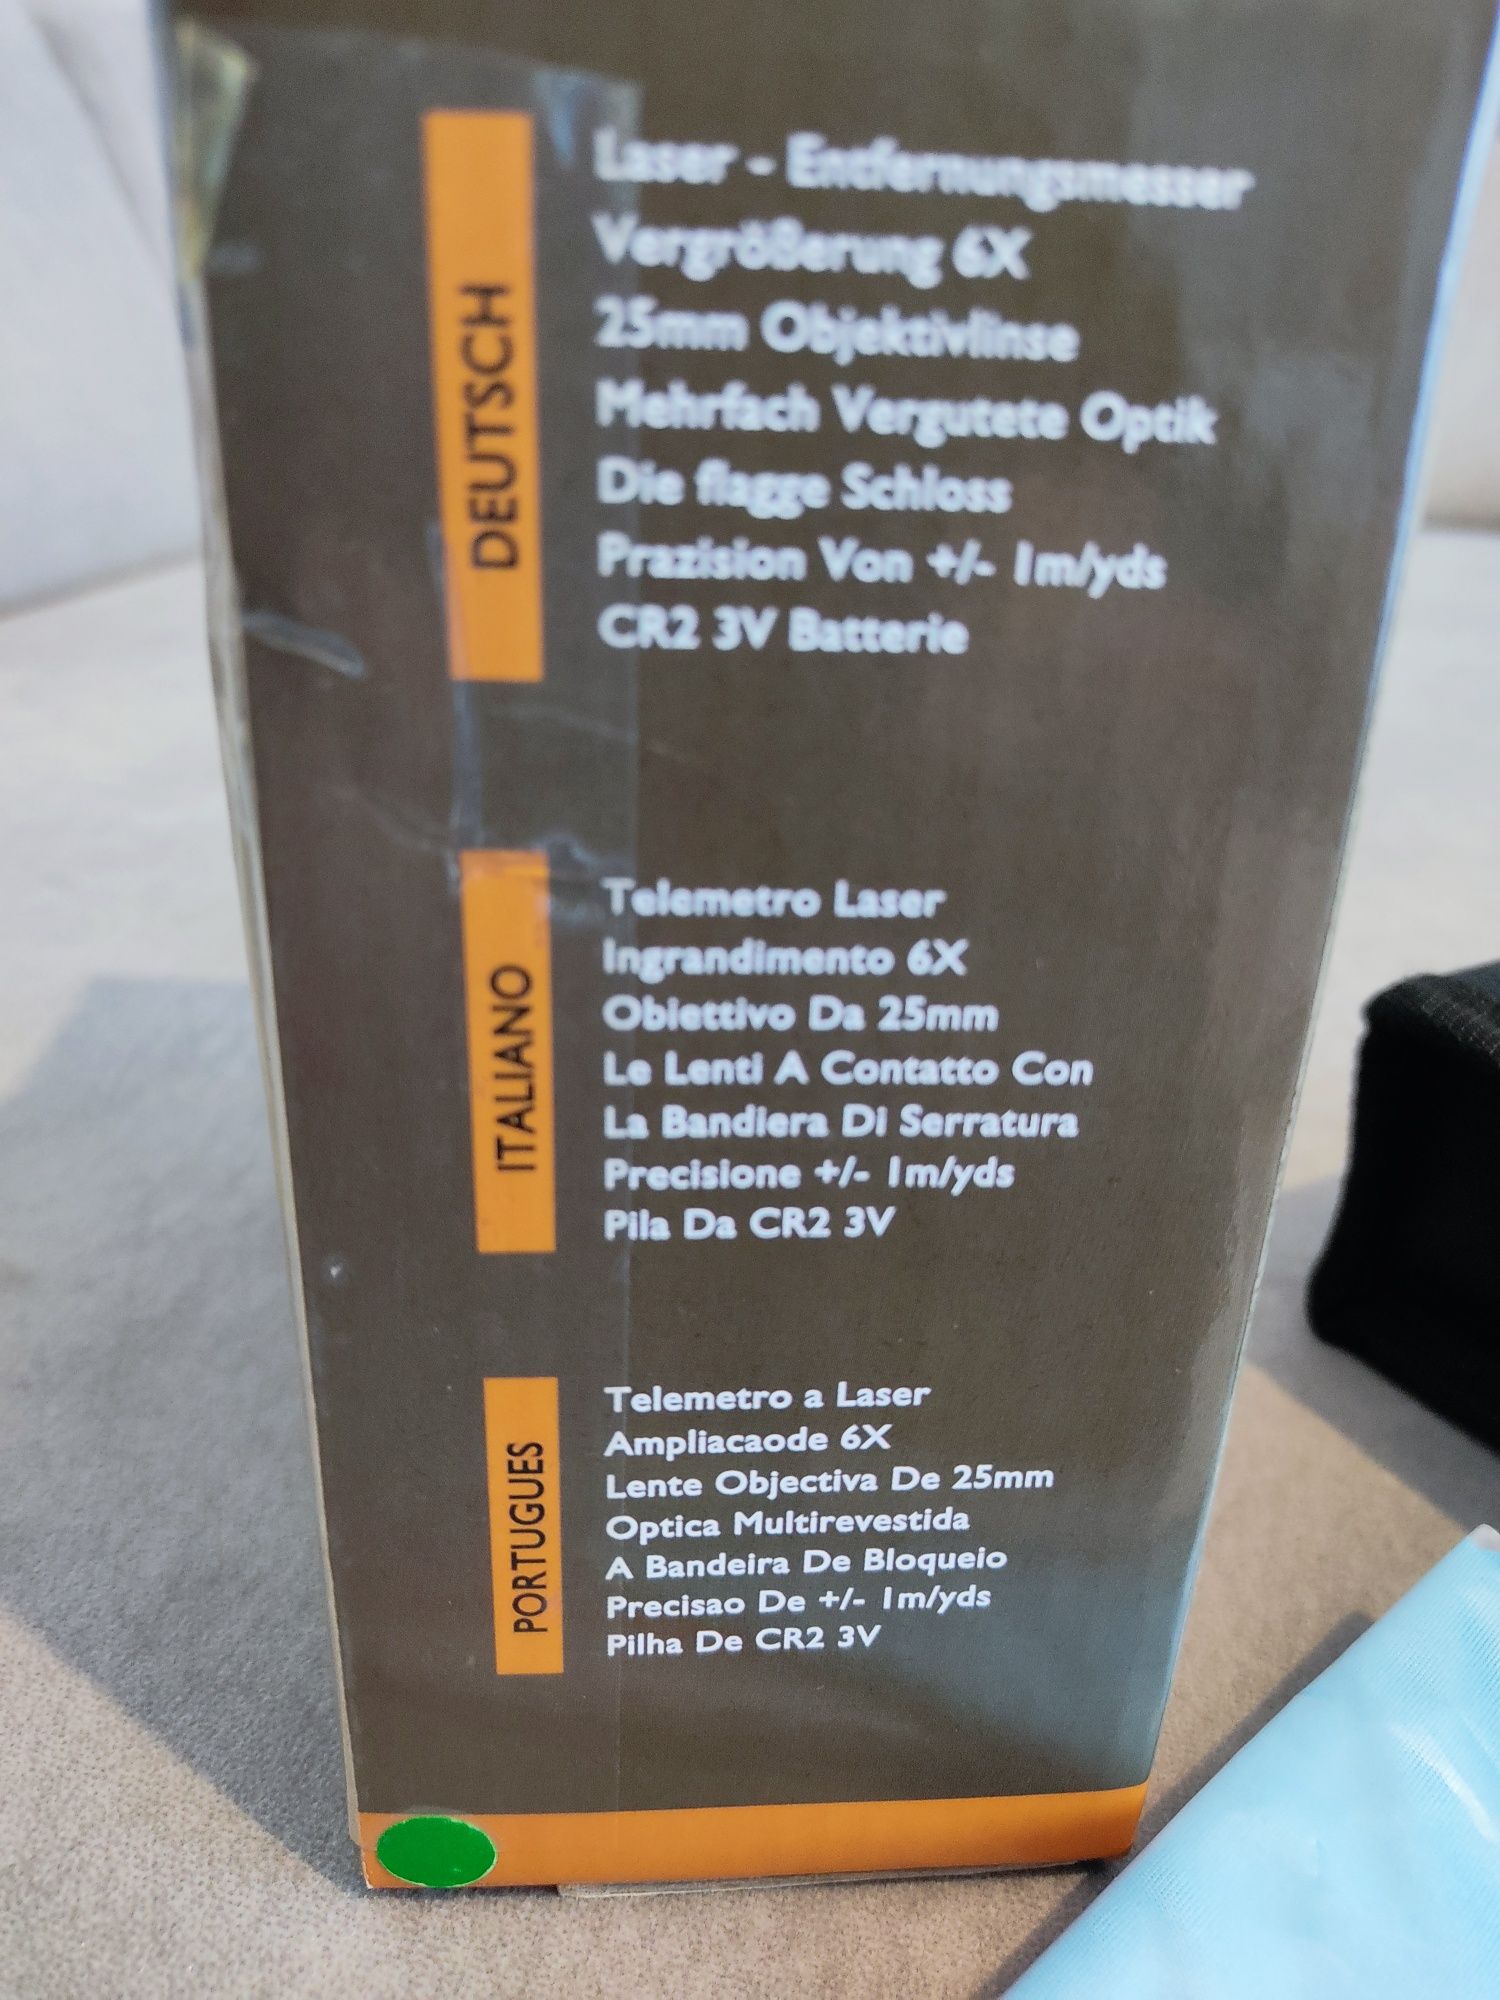 DEUTSCH
Laser - Entfernungsmesser
Vergrößerung 6X
25mm Objektivlinse
Mehrfach Vergutete Optik
Die flagge Schloss
Prazision Von +/- 1m/yds
CR2 3V Batterie
ITALIANO
Telemetro Laser
Ingrandimento 6X
Obiettivo Da 25mm
Le Lenti A Contatto Con
La Bandiera Di Serratura
Precisione +/- 1m/yds
Pila Da CR2 3V
PORTUGUES
Telemetro a Laser
Ampliacaode 6X
Lente Objectiva De 25mm
Optica Multirevestida
A Bandeira De Bloqueio
Precisao De +/- 1m/yds
Pilha De CR2 3V